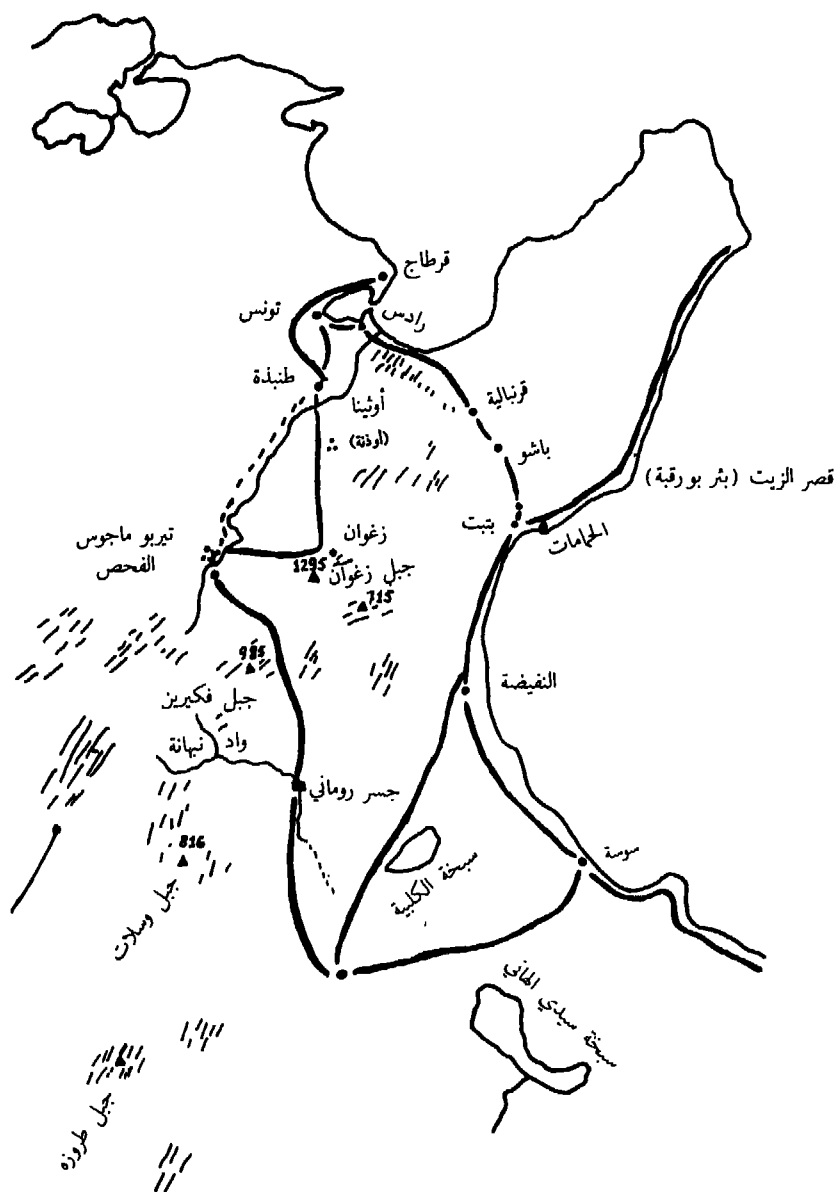 قرطاج
رادس
تونس
طنبذة
قرنبالية
أوثينا
(اوذنة)
باشو
قصر الزيت (بئر بورقبة)
بتبت
الحمامات
تيربو ماجوس
الفحص
زغوان
1295
جبل زغوان
715
985
النفيضة
جبل فكيرين
واد نبهانة
جسر روماني
816
سوسة
سبخة الكلبية
جبل وسلات
سبخة سيدي الهاني
جبل طروزه